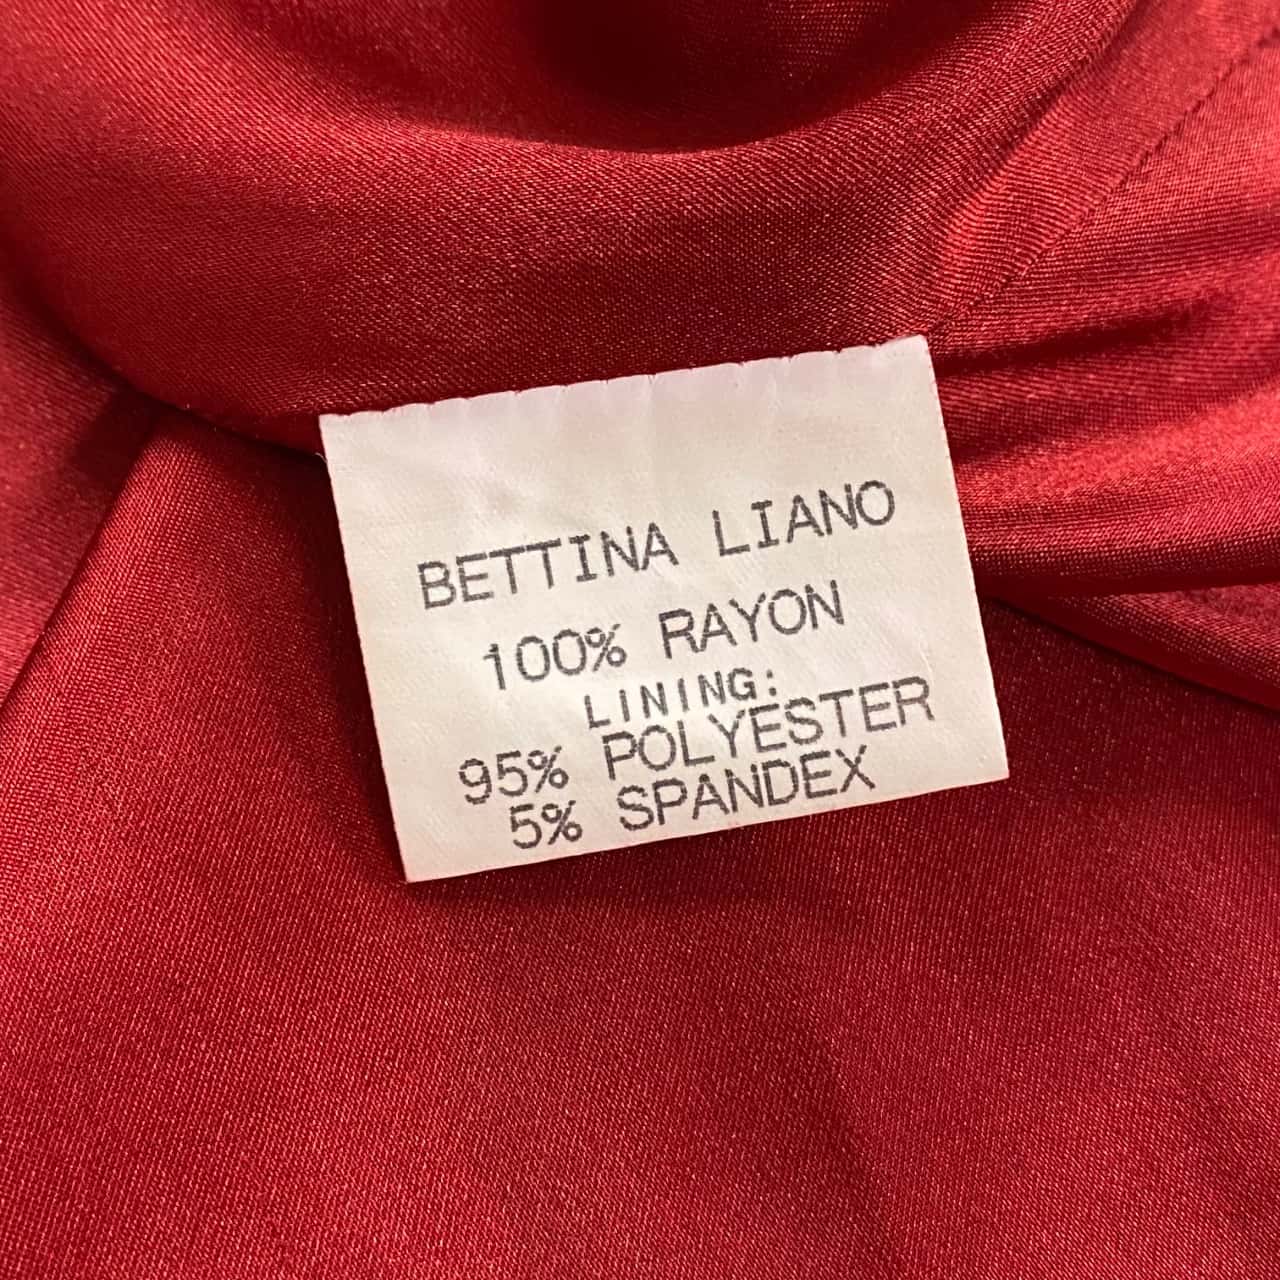 BETTINA LIANO
100% RAYON
LINING:
95% POLYESTER
5% SPANDEX